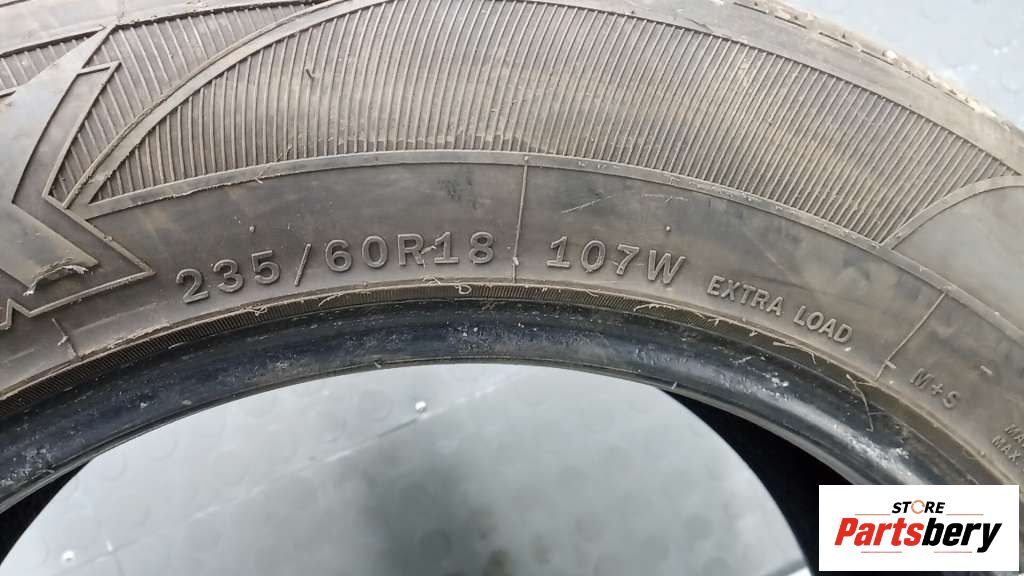 235/60R18 107W EXTRA LOAD M+S
STORE
Partsbery